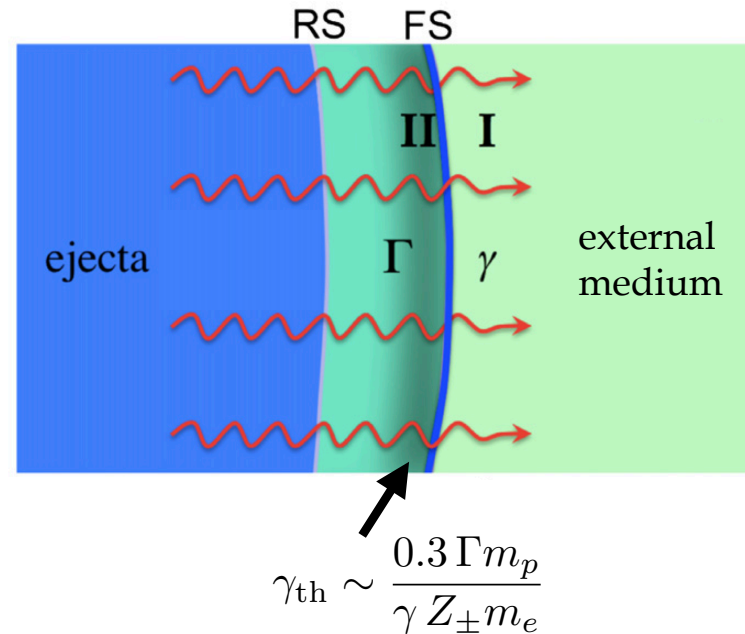 RS FS
II I
ejecta Γ γ external
medium
γ_th ∼ 0.3 Γ m_p / γ Z_± m_e